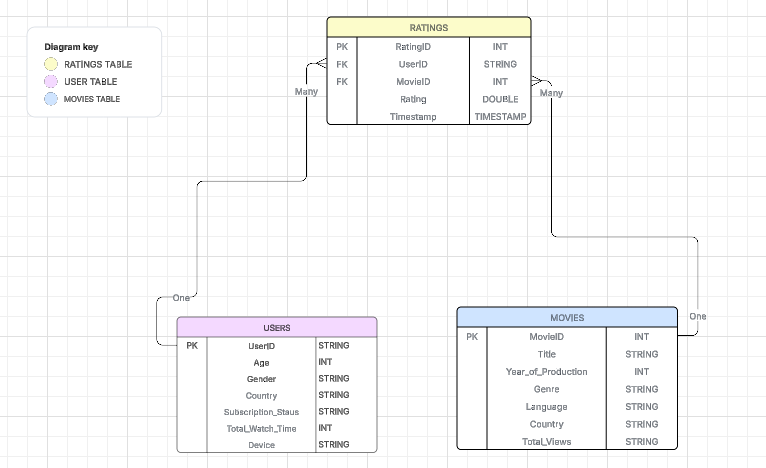 RATINGS
PK RatingID INT
FK UserID STRING
FK MovieID INT
Rating DOUBLE
Timestamp TIMESTAMP
Diagram key
RATINGS TABLE
USER TABLE
MOVIES TABLE
Many
Many
One
One
USERS
PK UserID STRING
Age INT
Gender STRING
Country STRING
Subscription_Staus STRING
Total_Watch_Time INT
Device STRING
MOVIES
PK MovieID INT
Title STRING
Year_of_Production INT
Genre STRING
Language STRING
Country STRING
Total_Views STRING